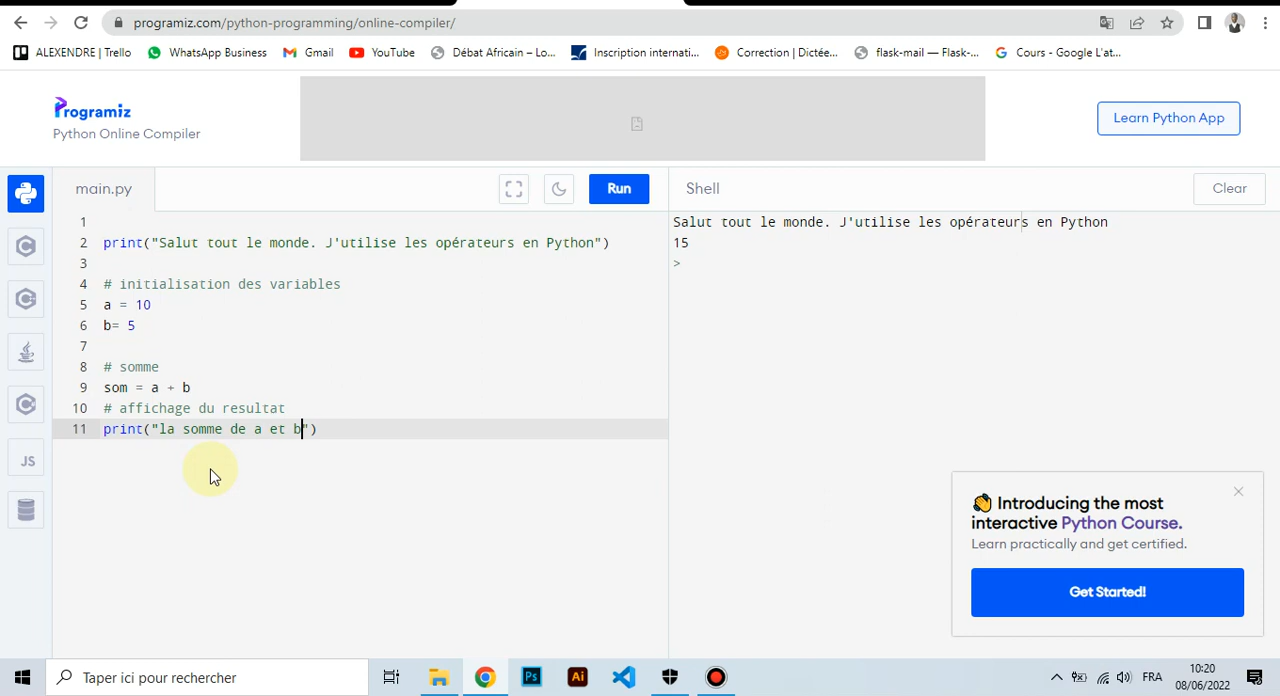 programiz.com/python-programming/online-compiler/
ALEXENDRE | Trello WhatsApp Business Gmail YouTube Débat Africain – Lo... Inscription internati... Correction | Dictée... flask-mail — Flask-... Cours - Google L'at...
Programiz
Python Online Compiler
Learn Python App
main.py Run Shell Clear
1
2 print("Salut tout le monde. J'utilise les opérateurs en Python")
3
4 # initialisation des variables
5 a = 10
6 b= 5
7
8 # somme
9 som = a + b
10 # affichage du resultat
11 print("la somme de a et b")
JS
Salut tout le monde. J'utilise les opérateurs en Python
15
>
Introducing the most
interactive Python Course.
Learn practically and get certified.
Get Started!
Taper ici pour rechercher
Ps Ai
FRA
10:20
08/06/2022